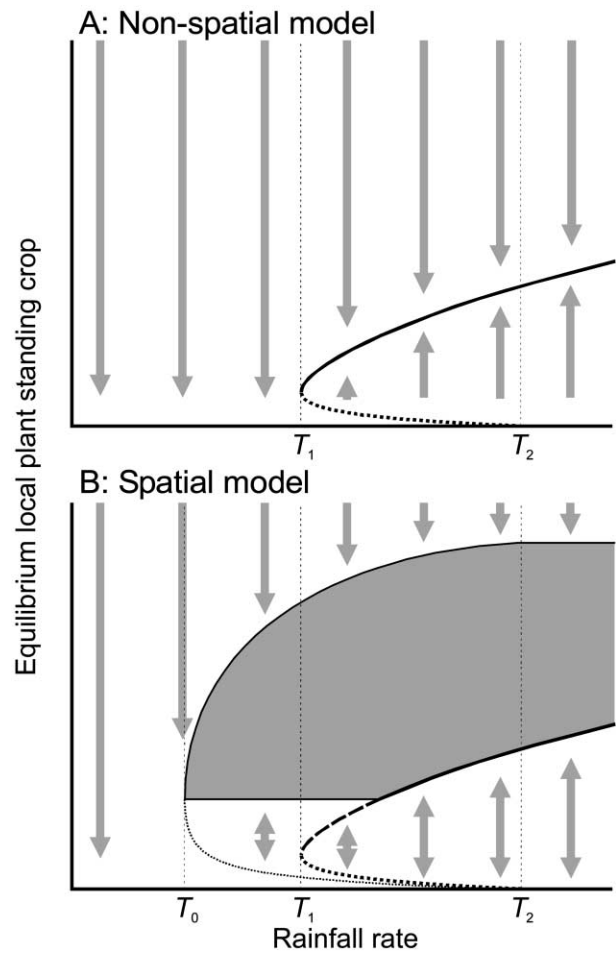 A: Non-spatial model
T1 T2
B: Spatial model
T0 T1 T2
Rainfall rate
Equilibrium local plant standing crop